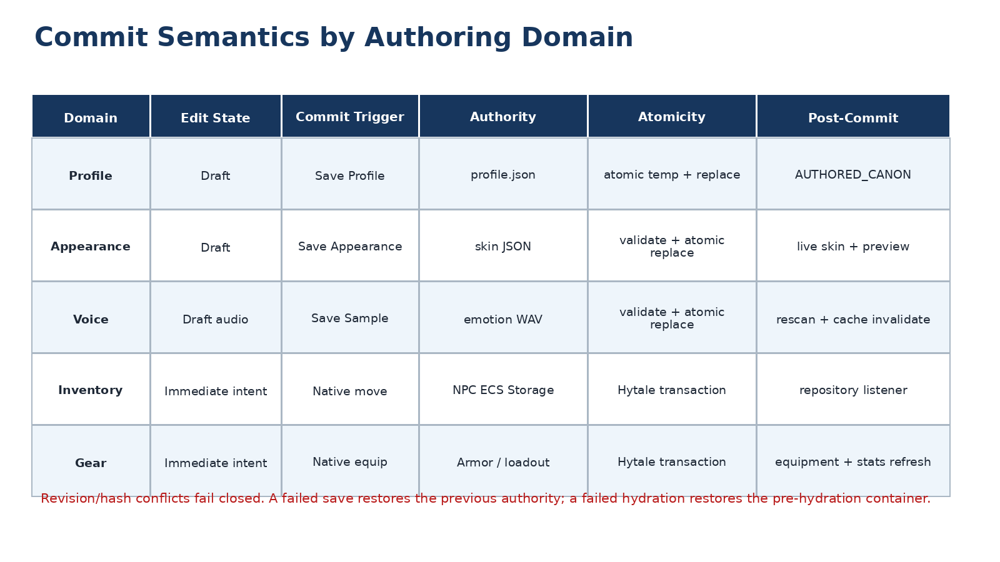 Commit Semantics by Authoring Domain
Domain Edit State Commit Trigger Authority Atomicity Post-Commit
Profile Draft Save Profile profile.json atomic temp + replace AUTHORED_CANON
Appearance Draft Save Appearance skin JSON validate + atomic replace live skin + preview
Voice Draft audio Save Sample emotion WAV validate + atomic replace rescan + cache invalidate
Inventory Immediate intent Native move NPC ECS Storage Hytale transaction repository listener
Gear Immediate intent Native equip Armor / loadout Hytale transaction equipment + stats refresh
Revision/hash conflicts fail closed. A failed save restores the previous authority; a failed hydration restores the pre-hydration container.